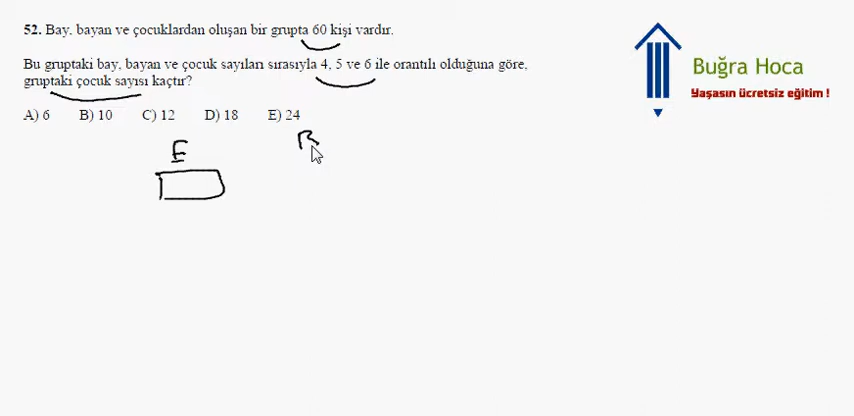 52. Bay, bayan ve çocuklardan oluşan bir grupta 60 kişi vardır.
Bu gruptaki bay, bayan ve çocuk sayıları sırasıyla 4, 5 ve 6 ile orantılı olduğuna göre,
gruptaki çocuk sayısı kaçtır?
A) 6 B) 10 C) 12 D) 18 E) 24
E
Buğra Hoca
Yaşasın ücretsiz eğitim !